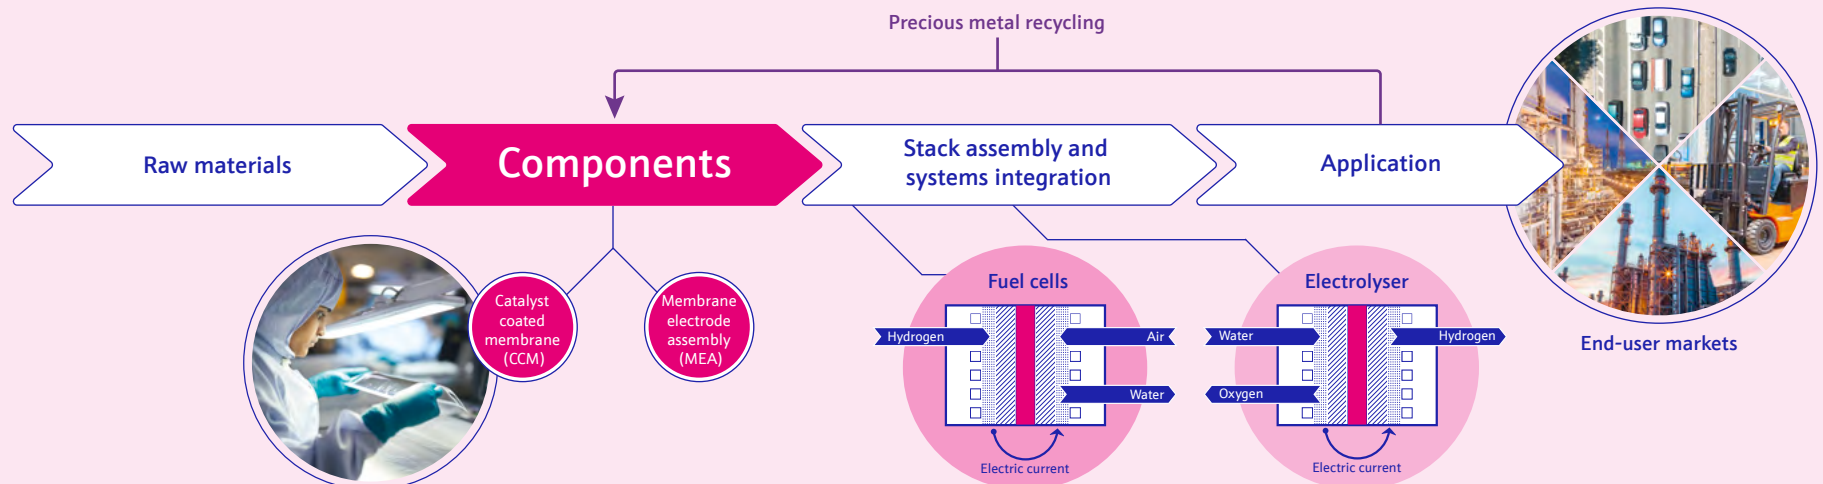 Precious metal recycling
Raw materials
Components
Stack assembly and
systems integration
Application
Catalyst
coated
membrane
(CCM)
Membrane
electrode
assembly
(MEA)
Fuel cells
Hydrogen
Air
Water
Electric current
Electrolyser
Water
Hydrogen
Oxygen
Electric current
End-user markets